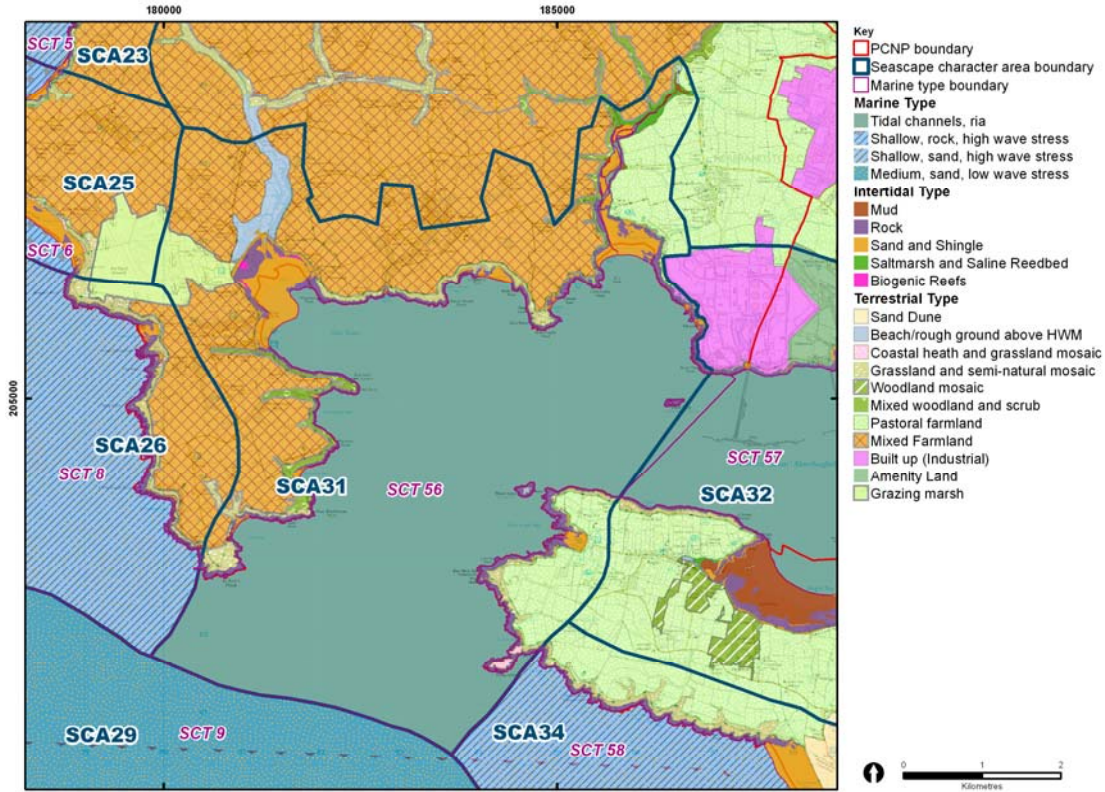 180000
185000
205000
SCT 5
SCA23
SCA25
SCT 6
SCA26
SCT 8
SCA31
SCT 56
SCT 57
SCA32
SCA29
SCT 9
SCA34
SCT 58
Key
PCNP boundary
Seascape character area boundary
Marine type boundary
Marine Type
Tidal channels, ria
Shallow, rock, high wave stress
Shallow, sand, high wave stress
Medium, sand, low wave stress
Intertidal Type
Mud
Rock
Sand and Shingle
Saltmarsh and Saline Reedbed
Biogenic Reefs
Terrestrial Type
Sand Dune
Beach/rough ground above HWM
Coastal heath and grassland mosaic
Grassland and semi-natural mosaic
Woodland mosaic
Mixed woodland and scrub
Pastoral farmland
Mixed Farmland
Built up (Industrial)
Amenity Land
Grazing marsh
0 1 2
Kilometres